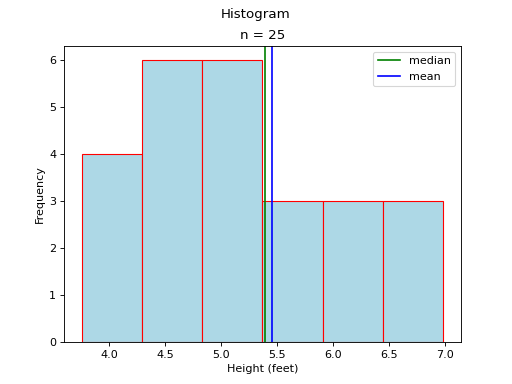 Histogram
n = 25
median
mean
Frequency
6
5
4
3
2
1
0
4.0 4.5 5.0 5.5 6.0 6.5 7.0
Height (feet)